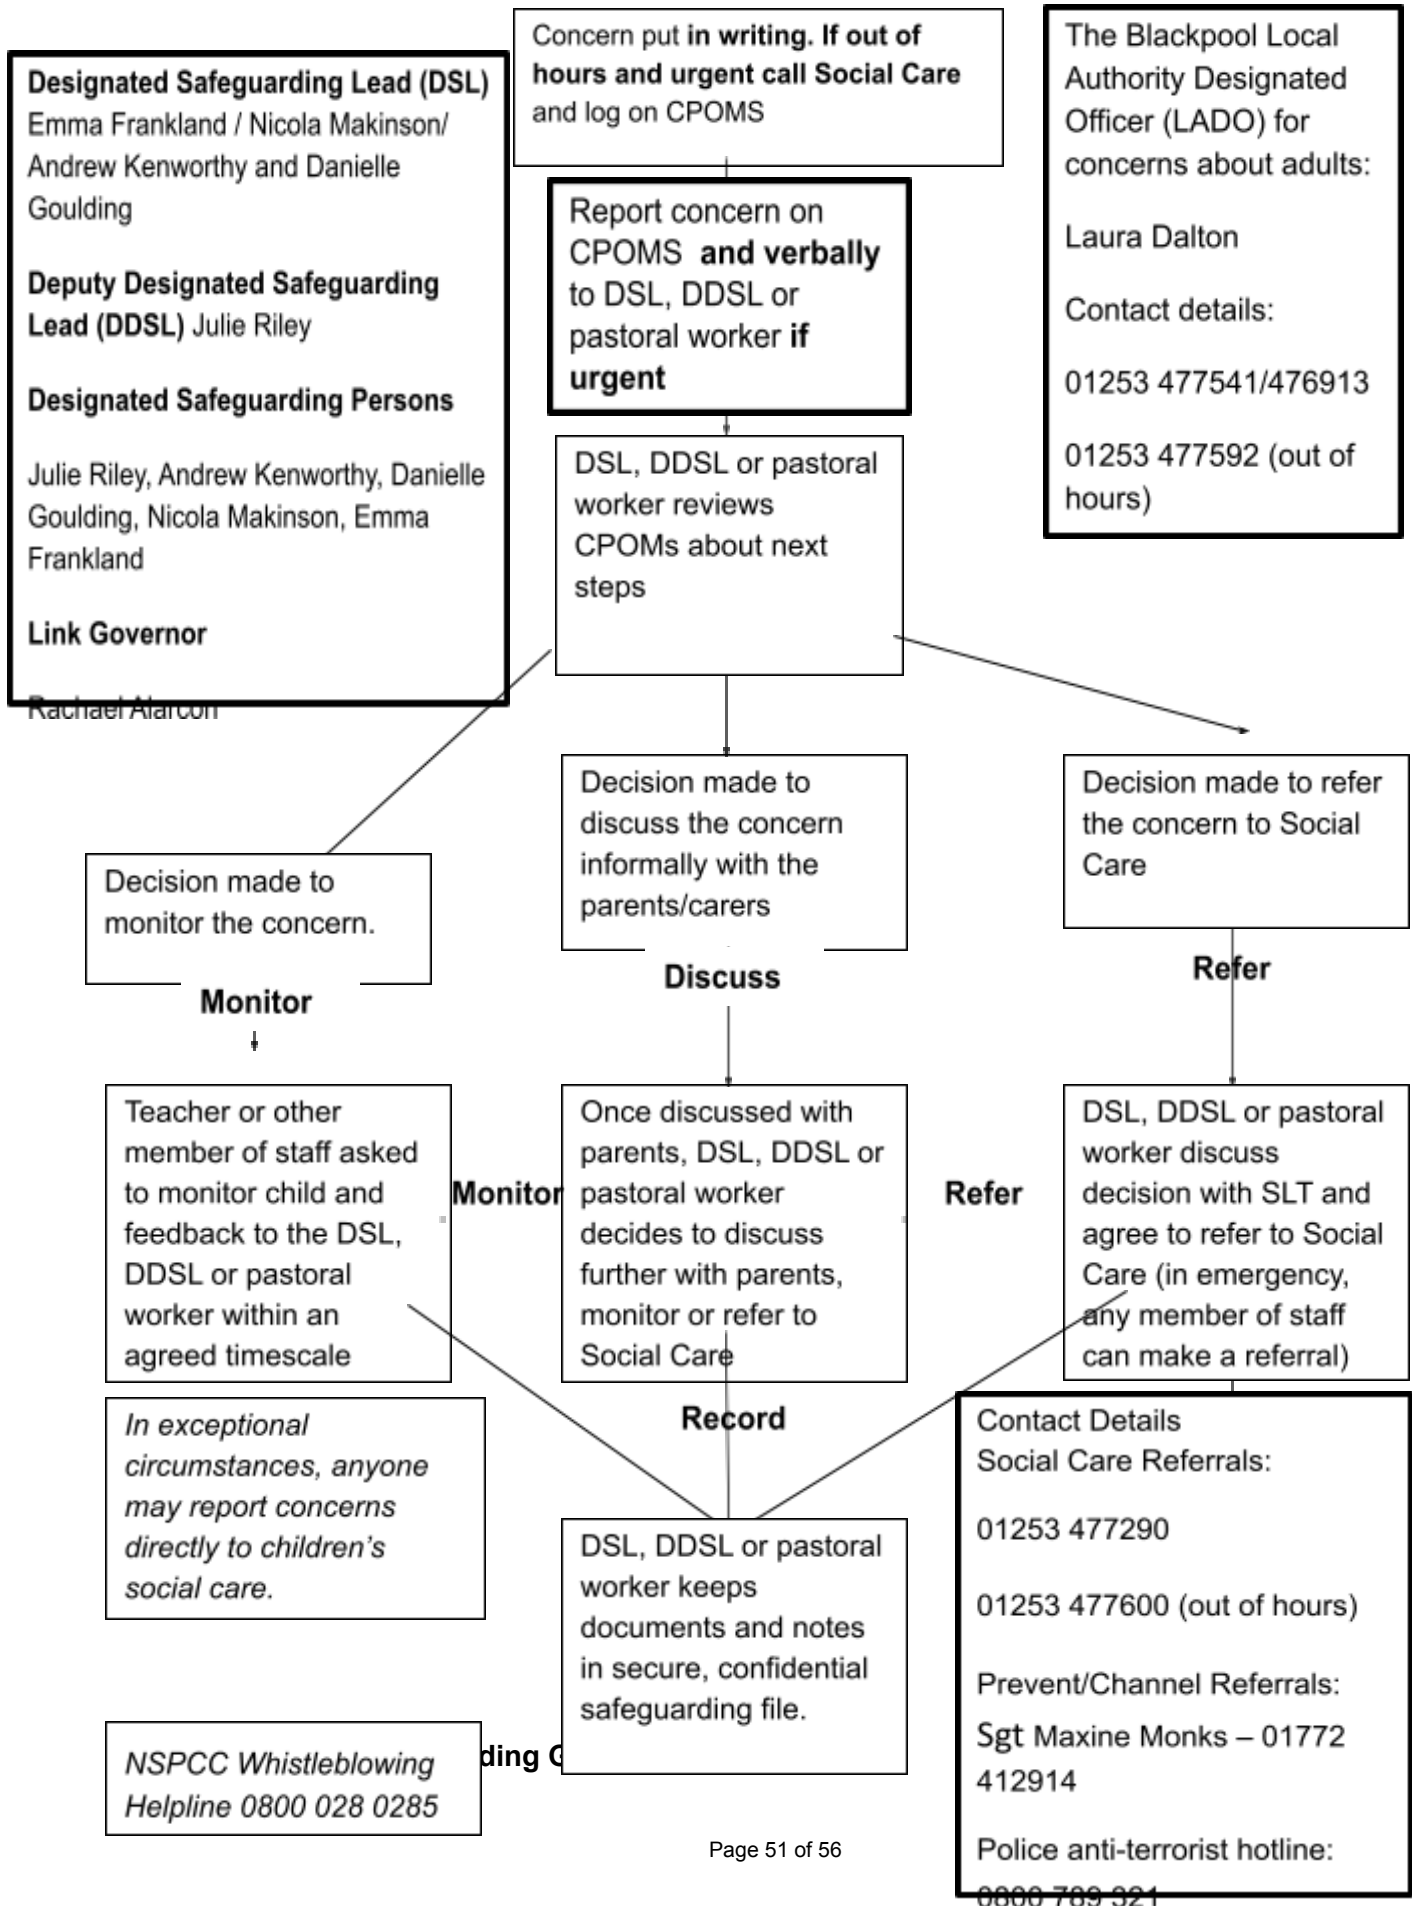 Designated Safeguarding Lead (DSL)
Emma Frankland / Nicola Makinson/
Andrew Kenworthy and Danielle
Goulding
Deputy Designated Safeguarding
Lead (DDSL) Julie Riley
Designated Safeguarding Persons
Julie Riley, Andrew Kenworthy, Danielle
Goulding, Nicola Makinson, Emma
Frankland
Link Governor
Rachael Alarcon
Concern put in writing. If out of
hours and urgent call Social Care
and log on CPOMS
The Blackpool Local
Authority Designated
Officer (LADO) for
concerns about adults:
Laura Dalton
Contact details:
01253 477541/476913
01253 477592 (out of
hours)
Report concern on
CPOMS and verbally
to DSL, DDSL or
pastoral worker if
urgent
DSL, DDSL or pastoral
worker reviews
CPOMs about next
steps
Decision made to
monitor the concern.
Monitor
Decision made to
discuss the concern
informally with the
parents/carers
Discuss
Decision made to refer
the concern to Social
Care
Refer
Teacher or other
member of staff asked
to monitor child and
feedback to the DSL,
DDSL or pastoral
worker within an
agreed timescale
Monitor
Once discussed with
parents, DSL, DDSL or
pastoral worker
decides to discuss
further with parents,
monitor or refer to
Social Care
Refer
DSL, DDSL or pastoral
worker discuss
decision with SLT and
agree to refer to Social
Care (in emergency,
any member of staff
can make a referral)
In exceptional
circumstances, anyone
may report concerns
directly to children's
social care.
Record
DSL, DDSL or pastoral
worker keeps
documents and notes
in secure, confidential
safeguarding file.
Contact Details
Social Care Referrals:
01253 477290
01253 477600 (out of hours)
Prevent/Channel Referrals:
Sgt Maxine Monks – 01772
412914
Police anti-terrorist hotline:
0800 789 321
NSPCC Whistleblowing
Helpline 0800 028 0285
ding G
Page 51 of 56